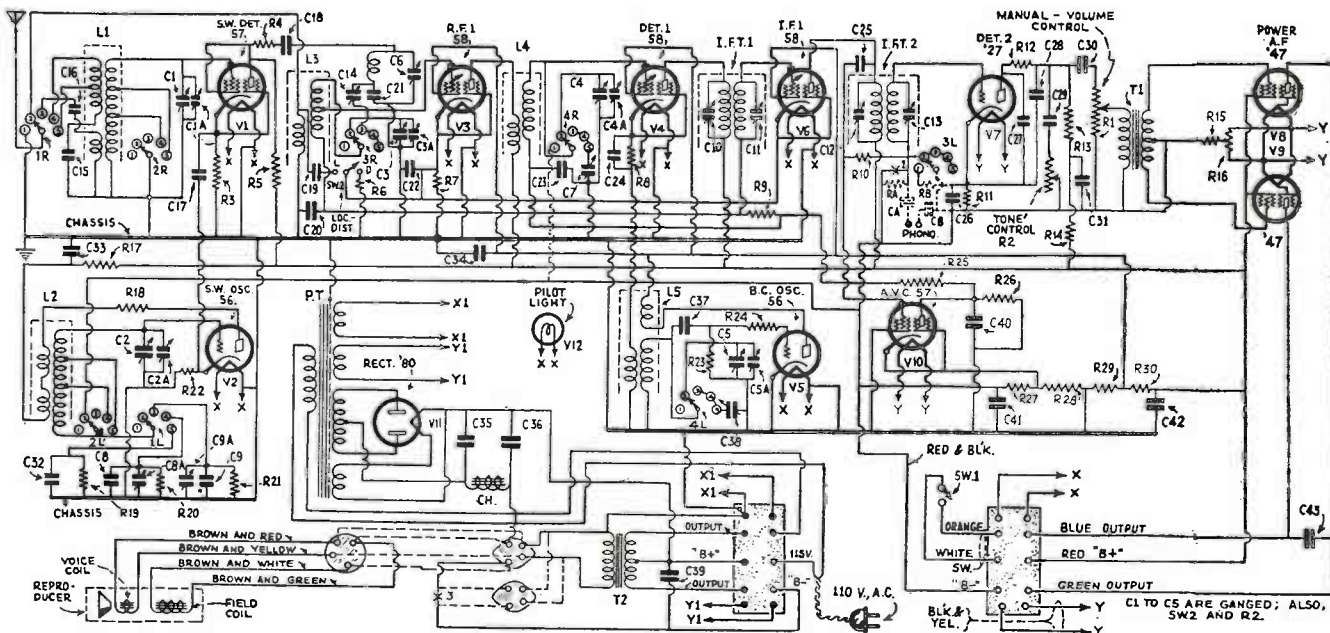 L1
C16
C1
C1A
1R
C15
2R
S.W. DET.
57
R4
C18
V1
X X
R3
R5
C17
CHASSIS
L3
C14
C6
C21
3R
C3
C3A
C19
SW2
D
R6
C22
C20
LOC.-
DIST
R.F.1
58
V3
X
R7
L4
C4
C4A
4R
C23
C7
C24
DET.1
58
V4
X
R8
I.F.T.1
C10
C11
R9
I.F.1
58
V6
X
C12
C25
I.F.T.2
C13
R10
3L
RA
CA
R8
C8
PHONO.
C26
R11
DET.2
'27
V7
Y Y
R12
C27
C28
C29
MANUAL - VOLUME
CONTROL
C30
R1
R13
C31
TONE
CONTROL
R2
R14
T1
R15
R16
POWER
A.F
'47
V8
V9
Y
Y
'47
C33
R17
C34
L2
R18
S.W. OSC.
56
C2
C2A
R22
V2
X X
2L
1L
C32
C8
C8A
C9A
C9
R19
R20
R21
CHASSIS
P.T
X1
X1
Y1
Y1
RECT. '80
V11
C35
C36
CH.
PILOT
LIGHT
V12
X X
L5
C37
B.C. OSC.
56
R24
R23
C5
C5A
V5
X X
4L
C38
R25
A.V.C. 57
R26
C40
V10
Y Y
R27
R28
R29
R30
C41
C42
RED & BLK.
BROWN AND RED
BROWN AND YELLOW
BROWN AND WHITE
BROWN AND GREEN
VOICE
COIL
REPRO-
DUCER
FIELD
COIL
X 3
T2
C39
X1
X1
OUTPUT
"B+"
OUTPUT
Y1
Y1
115V.
"B-"
110 V., A.C.
SW.1
ORANGE
WHITE
SW.
"B-"
BLK. &
YEL.
X
X
BLUE OUTPUT
RED "B+"
GREEN OUTPUT
Y
Y
C43
C1 TO C5 ARE GANGED; ALSO,
SW2 AND R2.